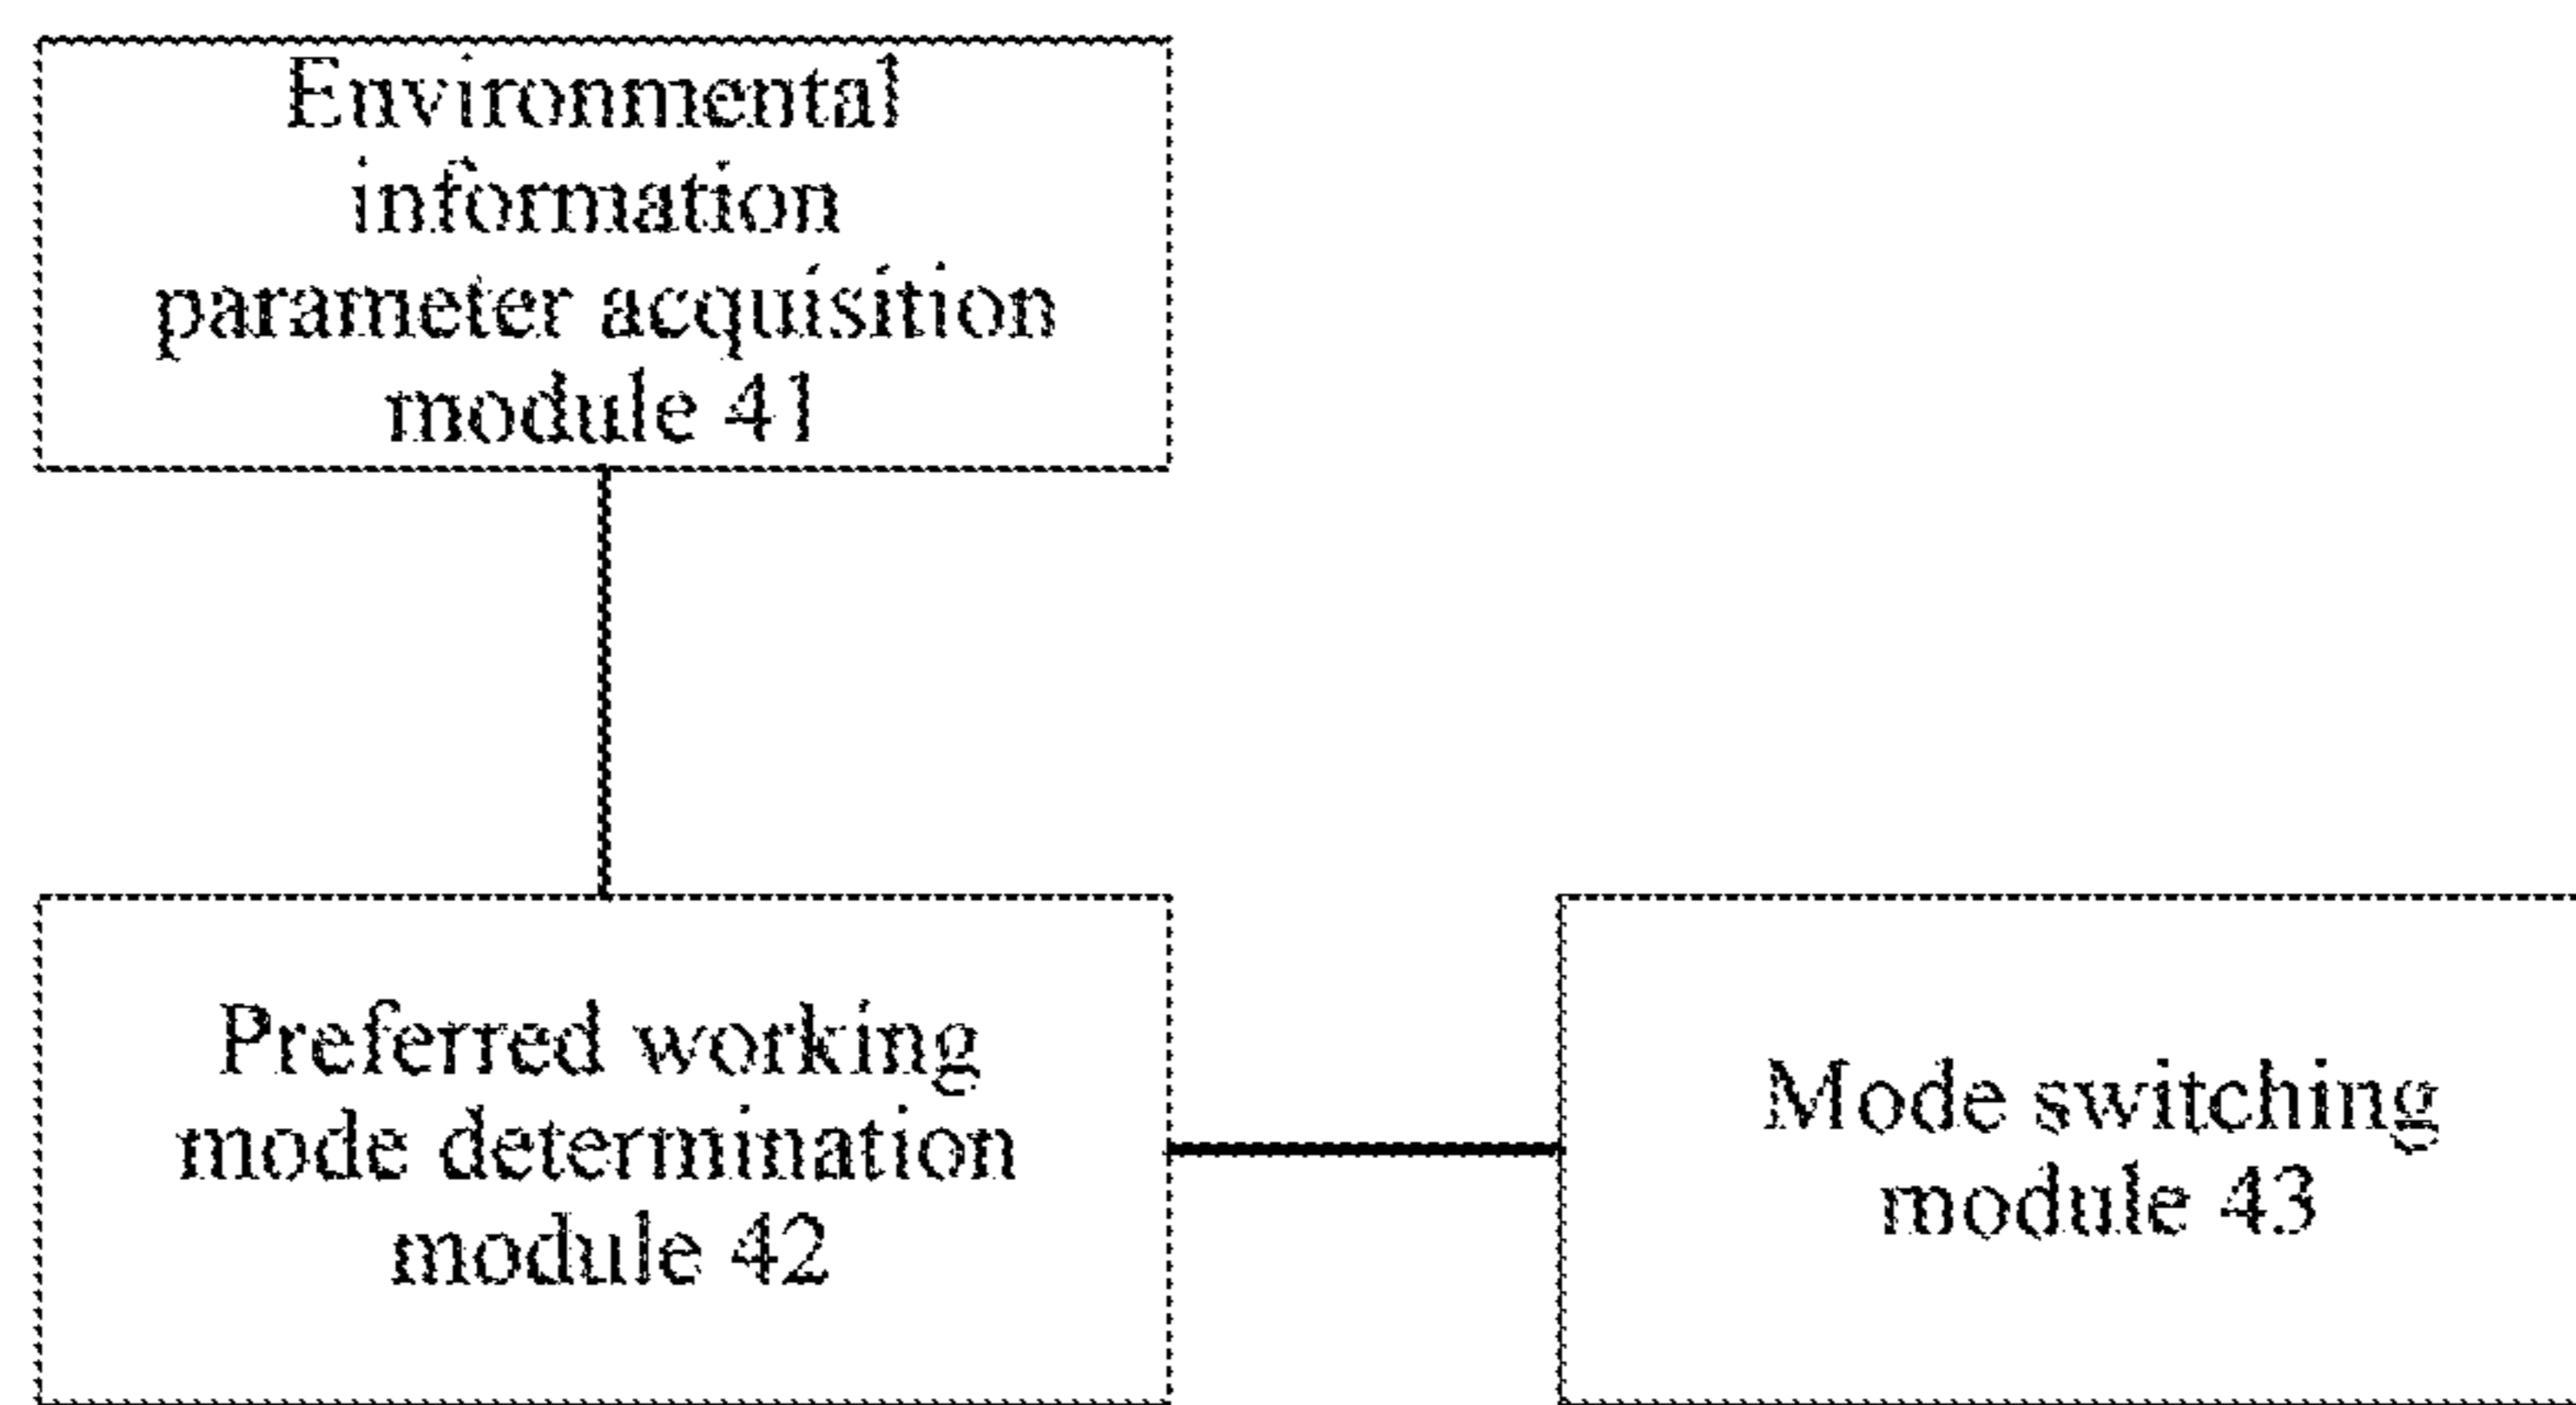 Environmental
information
parameter acquisition
module 41
Preferred working
mode determination
module 42
Mode switching
module 43